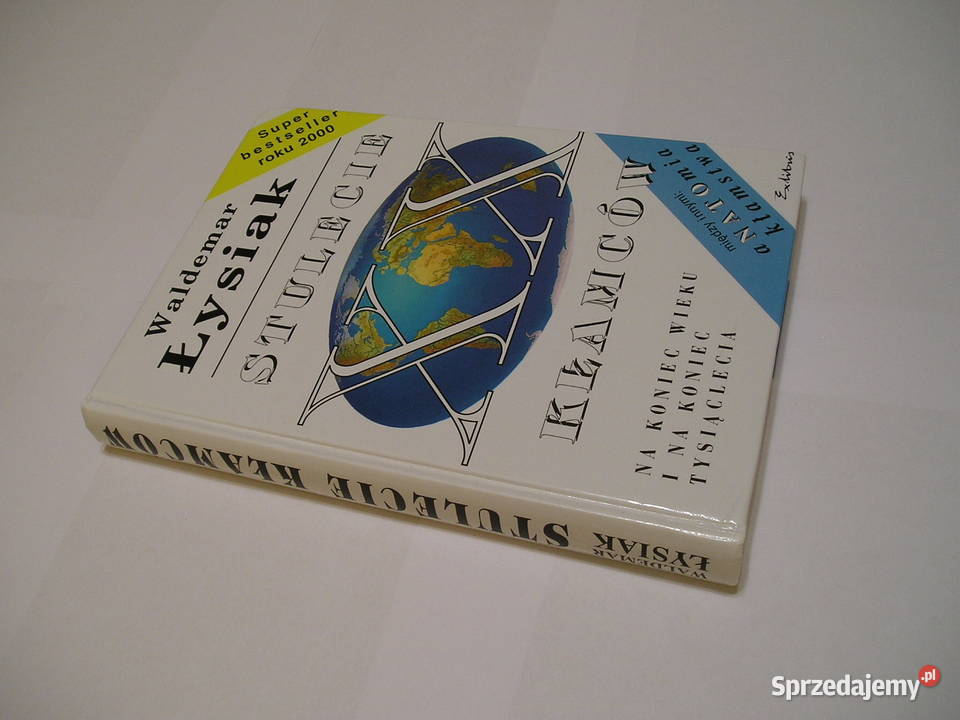 Super
bestseller
roku 2000
Waldemar
Łysiak
STULECIE
XX
KŁAMCÓW
między innymi:
aNATOmia
kłamstwa
Exlibris
NA KONIEC WIEKU
I NA KONIEC
TYSIĄCLECIA
WALDEMAR
ŁYSIAK
STULECIE KŁAMCÓW
Sprzedajemy.pl